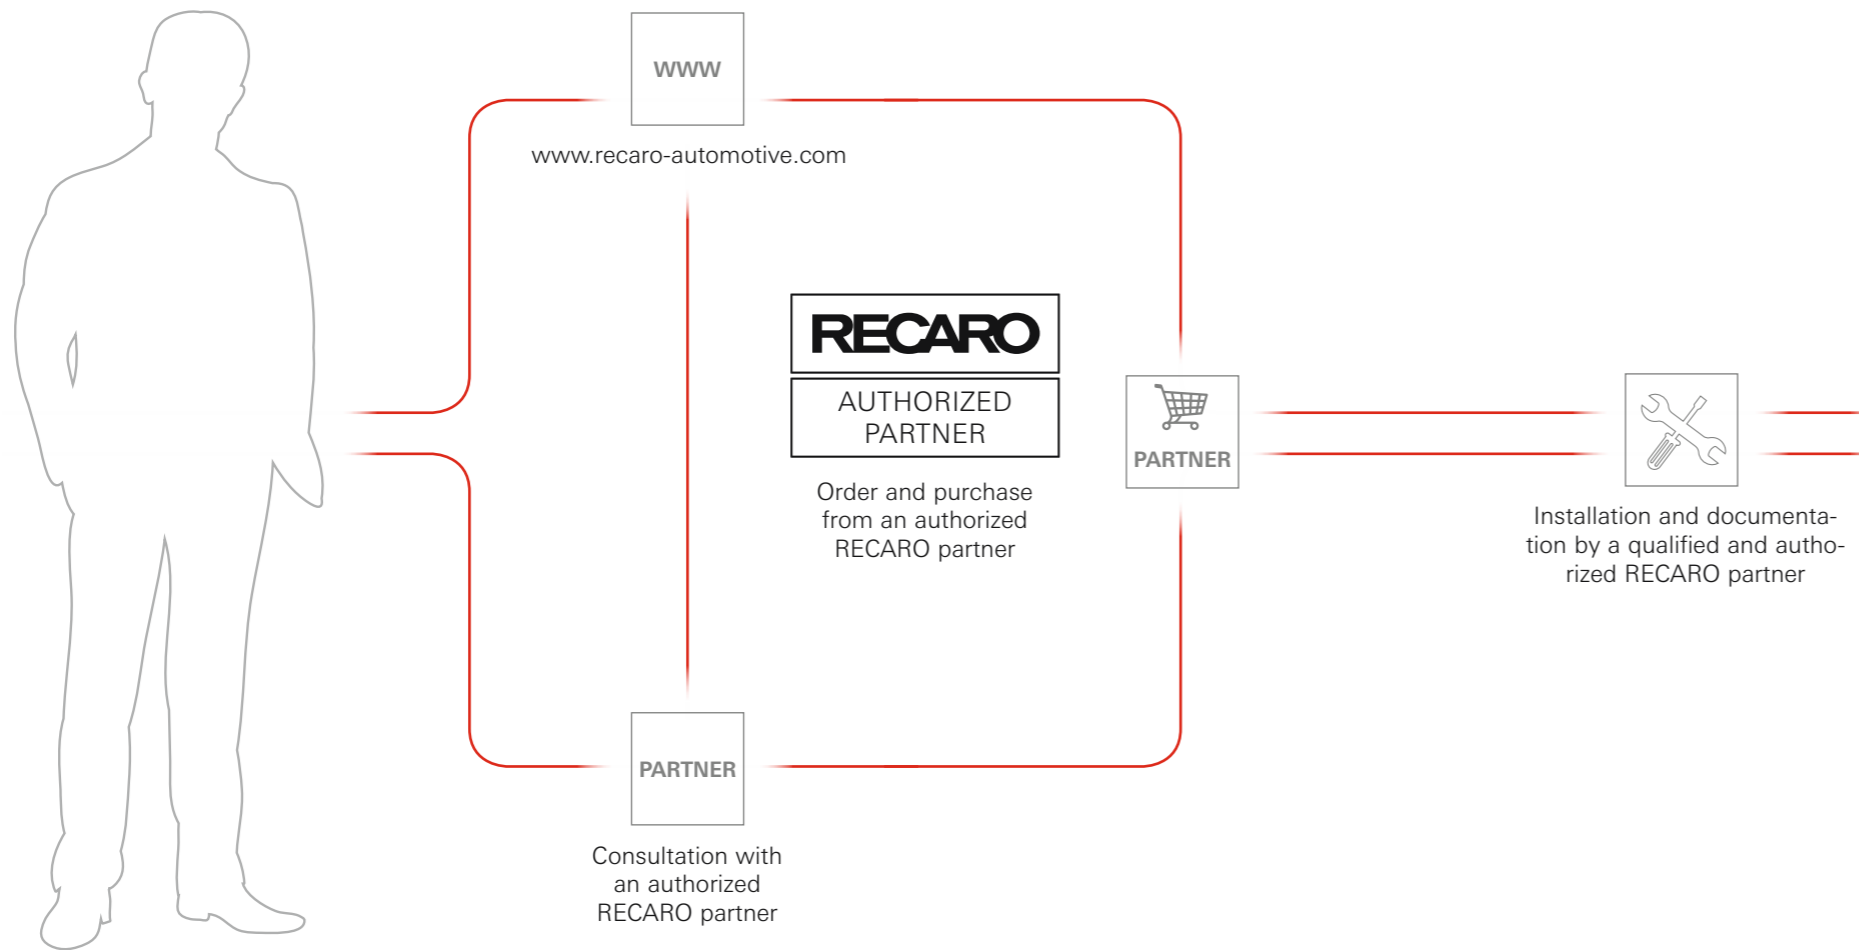 WWW
www.recaro-automotive.com
RECARO
AUTHORIZED
PARTNER
Order and purchase
from an authorized
RECARO partner
PARTNER
Installation and documenta-
tion by a qualified and autho-
rized RECARO partner
PARTNER
Consultation with
an authorized
RECARO partner